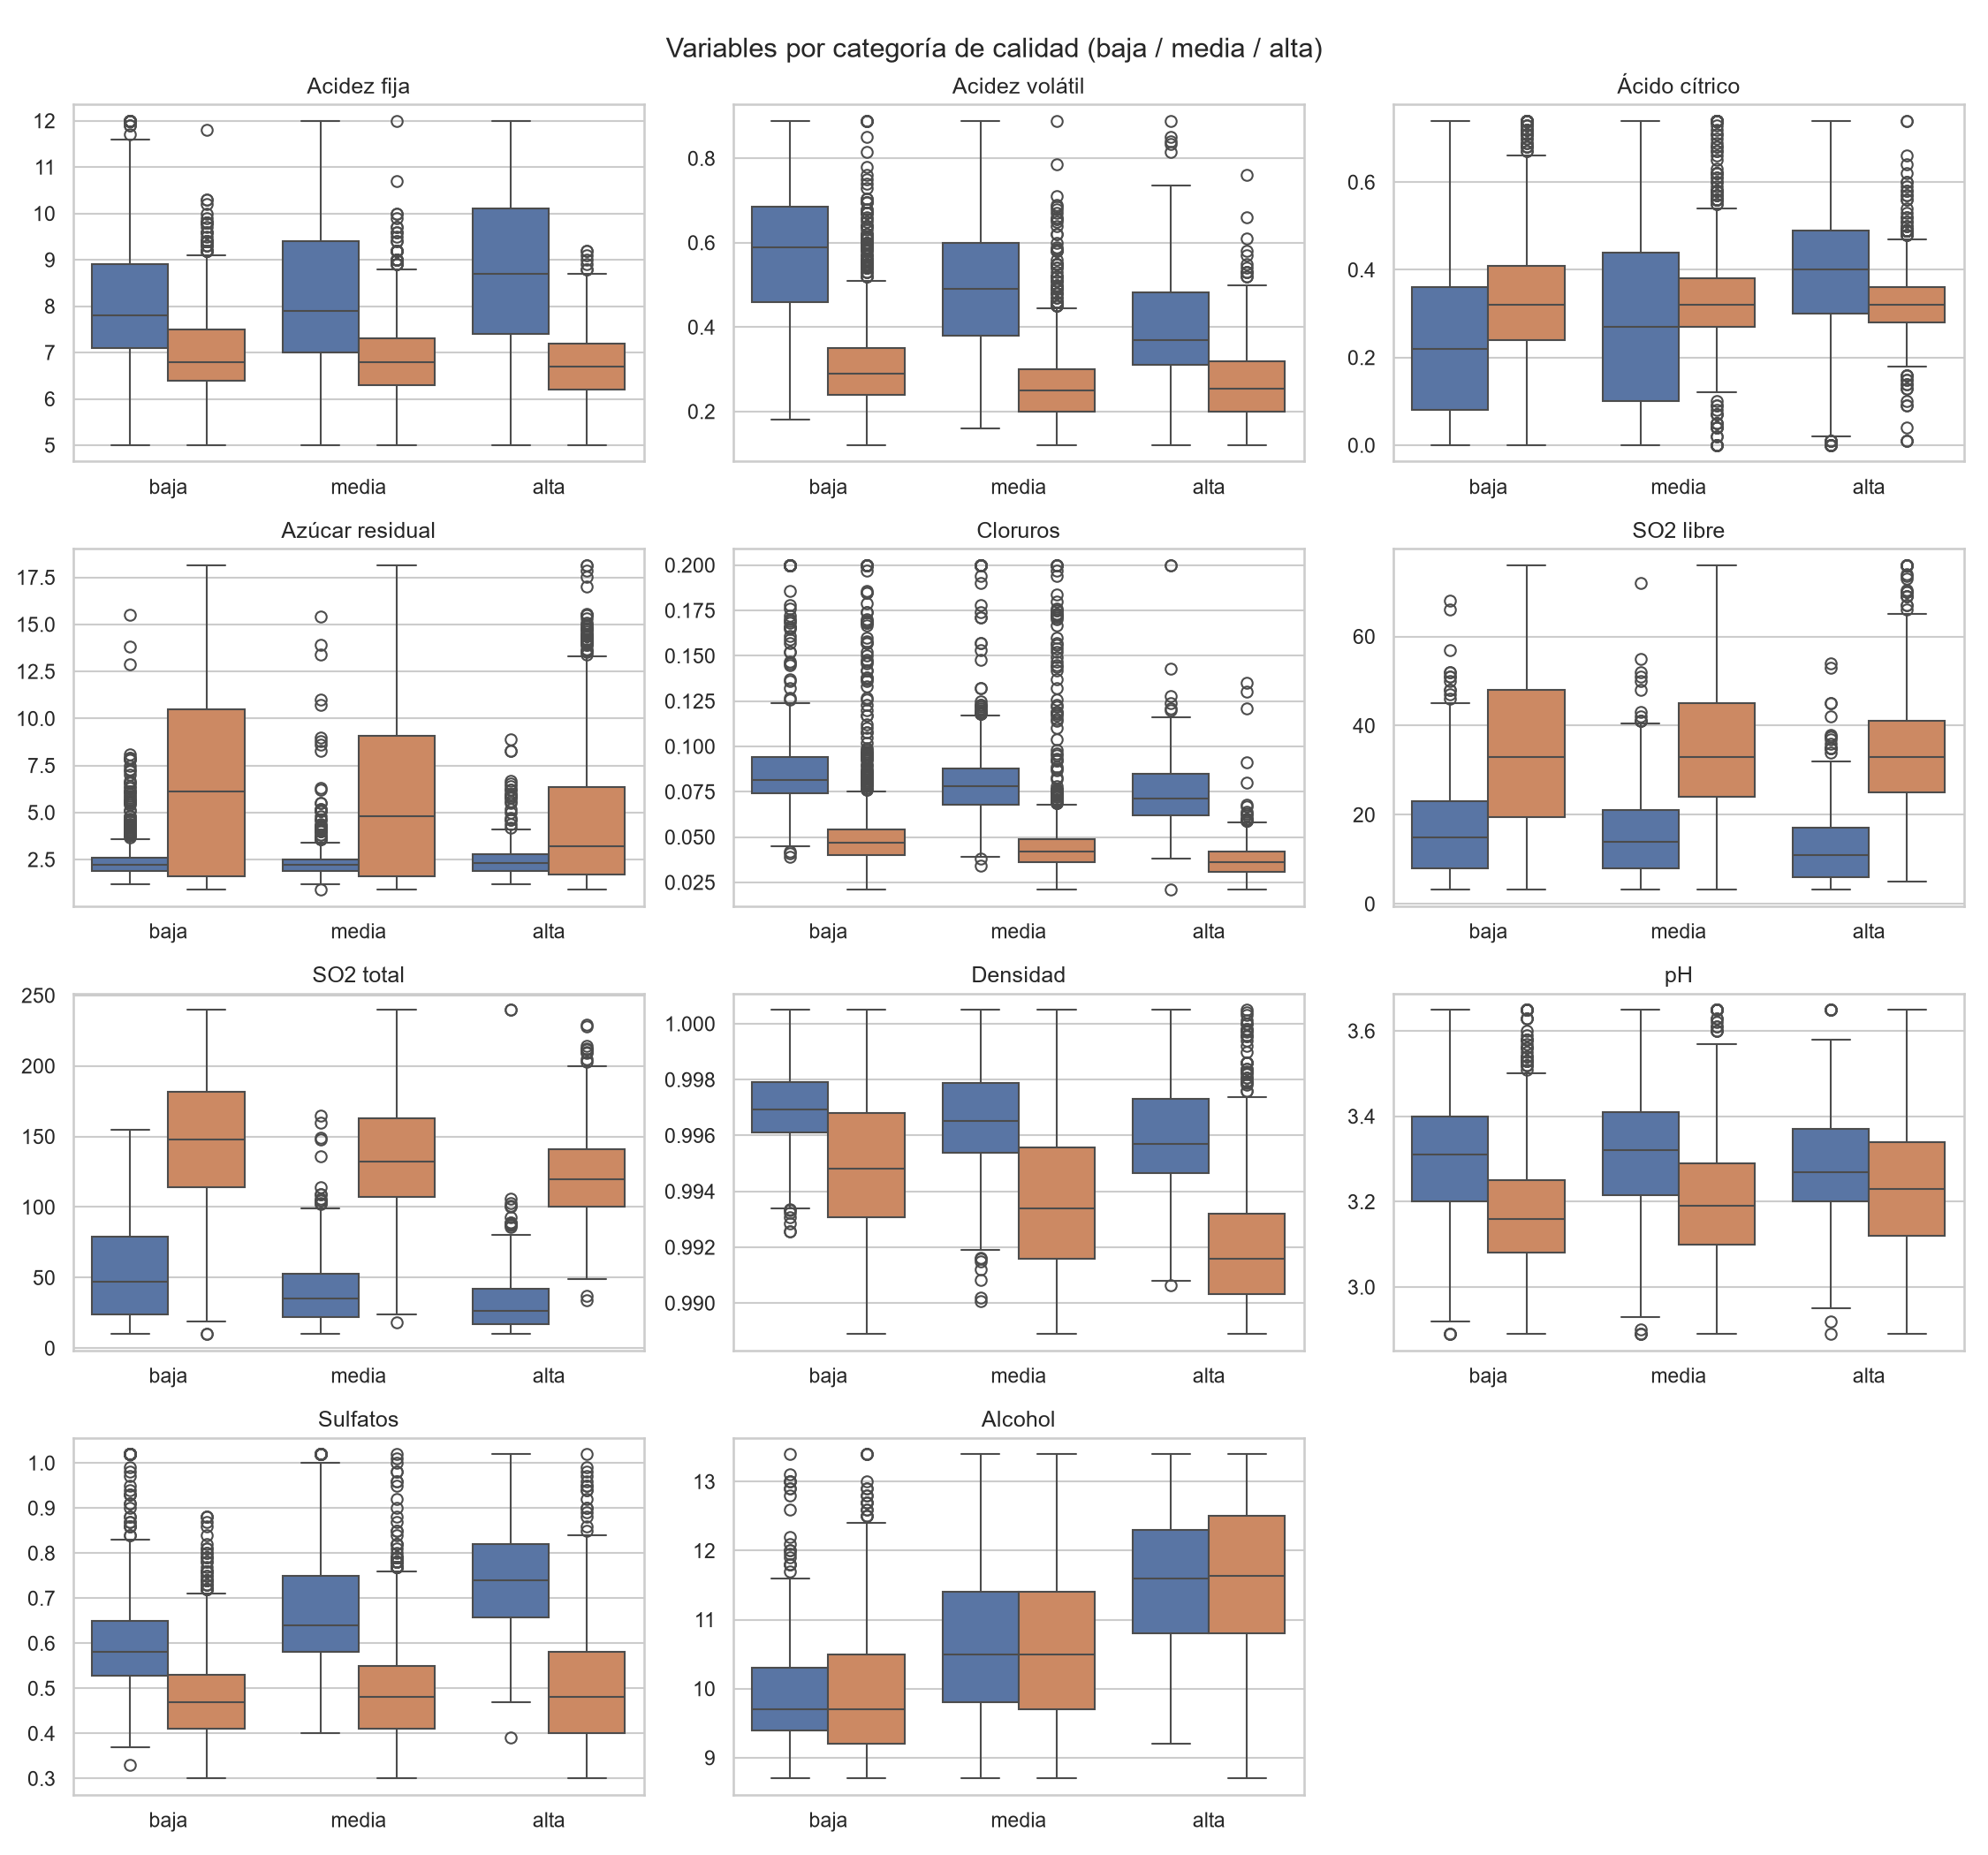 Variables por categoría de calidad (baja / media / alta)
Acidez fija
12
11
10
9
8
7
6
5
baja media alta
Acidez volátil
0.8
0.6
0.4
0.2
baja media alta
Ácido cítrico
0.6
0.4
0.2
0.0
baja media alta
Azúcar residual
17.5
15.0
12.5
10.0
7.5
5.0
2.5
baja media alta
Cloruros
0.200
0.175
0.150
0.125
0.100
0.075
0.050
0.025
baja media alta
SO2 libre
60
40
20
0
baja media alta
SO2 total
250
200
150
100
50
0
baja media alta
Densidad
1.000
0.998
0.996
0.994
0.992
0.990
baja media alta
pH
3.6
3.4
3.2
3.0
baja media alta
Sulfatos
1.0
0.9
0.8
0.7
0.6
0.5
0.4
0.3
baja media alta
Alcohol
13
12
11
10
9
baja media alta